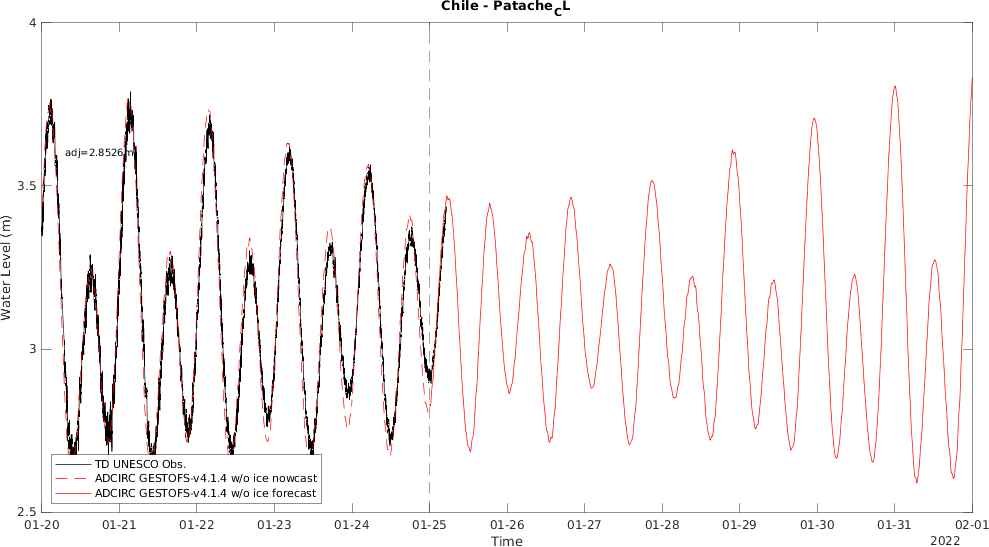 Chile - Patache_CL
4
3.5
3
2.5
Water Level (m)
adj=2.8526m
TD UNESCO Obs.
ADCIRC GESTOFS-v4.1.4 w/o ice nowcast
ADCIRC GESTOFS-v4.1.4 w/o ice forecast
01-20 01-21 01-22 01-23 01-24 01-25 01-26 01-27 01-28 01-29 01-30 01-31 02-01
Time
2022